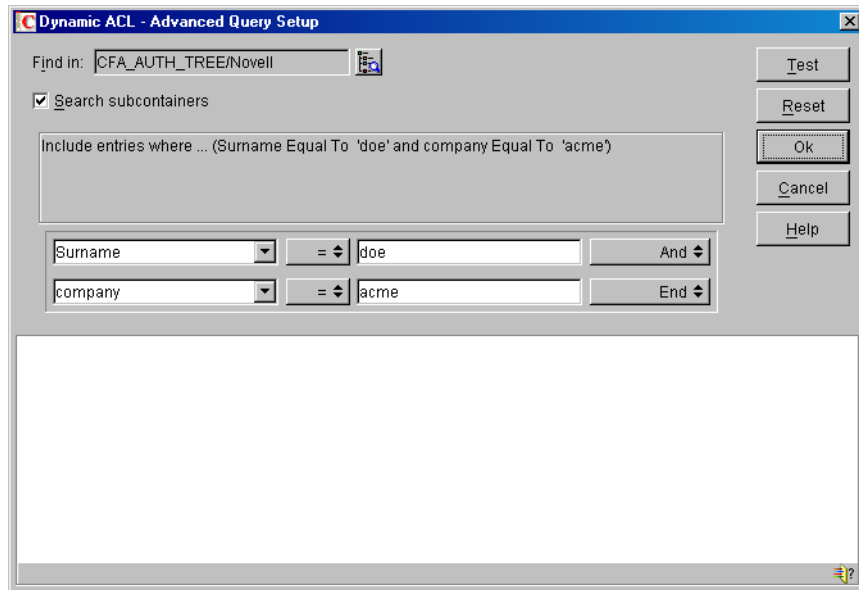 Dynamic ACL - Advanced Query Setup
Find in: CFA_AUTH_TREE/Novell
Test
Search subcontainers
Reset
Include entries where ... (Surname Equal To  'doe' and company Equal To  'acme')
Ok
Cancel
Help
Surname = doe And
company = acme End
?